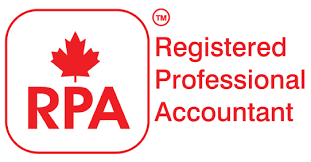 TM
RPA
Registered
Professional
Accountant